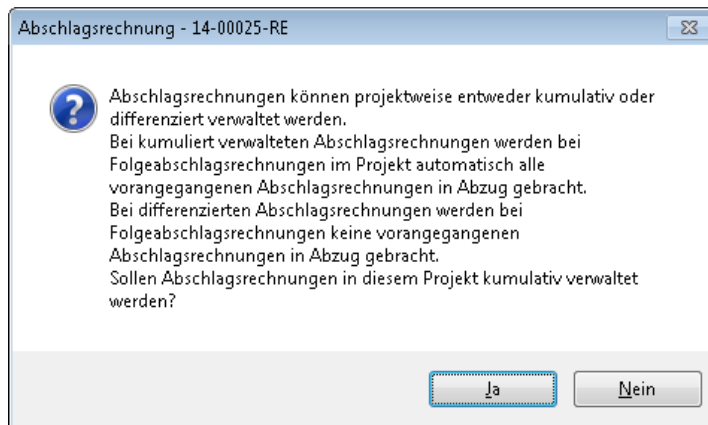 Abschlagsrechnung - 14-00025-RE
Abschlagsrechnungen können projektweise entweder kumulativ oder
differenziert verwaltet werden.
Bei kumuliert verwalteten Abschlagsrechnungen werden bei
Folgeabschlagsrechnungen im Projekt automatisch alle
vorangegangenen Abschlagsrechnungen in Abzug gebracht.
Bei differenzierten Abschlagsrechnungen werden bei
Folgeabschlagsrechnungen keine vorangegangenen
Abschlagsrechnungen in Abzug gebracht.
Sollen Abschlagsrechnungen in diesem Projekt kumulativ verwaltet
werden?
Ja
Nein